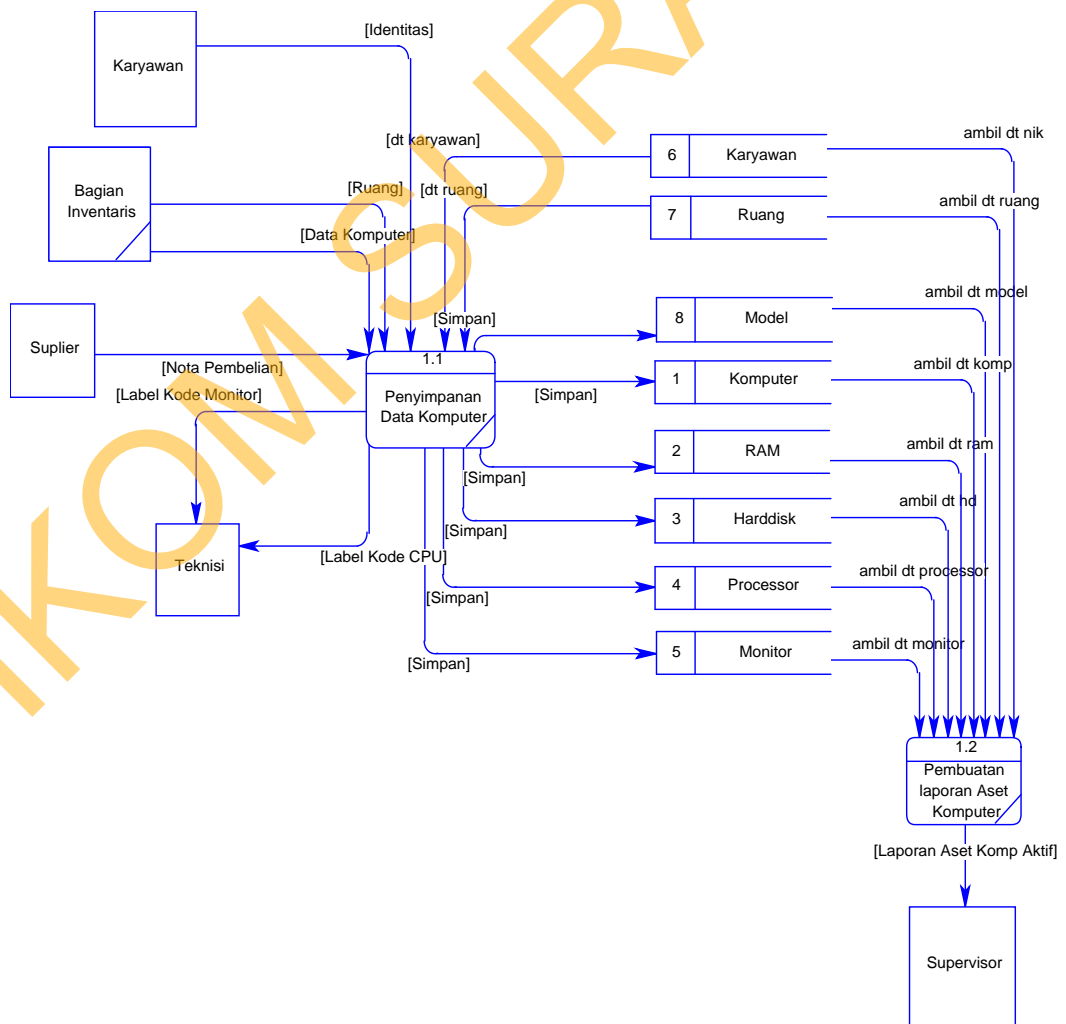 [Identitas]
Karyawan
[dt karyawan]
6 Karyawan
ambil dt nik
Bagian
Inventaris
[Ruang]
[dt ruang]
7 Ruang
ambil dt ruang
[Data Komputer]
Suplier
[Simpan]
8 Model
ambil dt model
[Nota Pembelian]
1.1
Penyimpanan
Data Komputer
[Simpan]
1 Komputer
ambil dt komp
[Label Kode Monitor]
2 RAM
ambil dt ram
[Simpan]
3 Harddisk
ambil dt hd
[Simpan]
Teknisi
[Label Kode CPU]
4 Processor
ambil dt processor
[Simpan]
5 Monitor
ambil dt monitor
[Simpan]
1.2
Pembuatan
laporan Aset
Komputer
[Laporan Aset Komp Aktif]
Supervisor
IKOM SURA